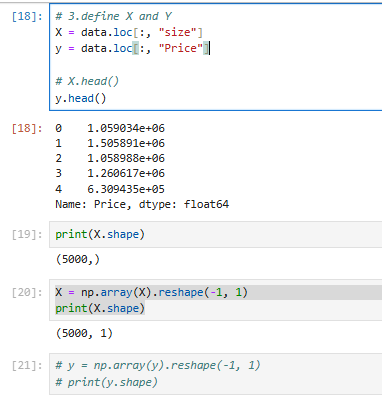 [18]: # 3.define X and Y
X = data.loc[:, "size"]
y = data.loc[:, "Price"]
# X.head()
y.head()
[18]: 0 1.059034e+06
1 1.505891e+06
2 1.058988e+06
3 1.260617e+06
4 6.309435e+05
Name: Price, dtype: float64
[19]: print(X.shape)
(5000,)
[20]: X = np.array(X).reshape(-1, 1)
print(X.shape)
(5000, 1)
[21]: # y = np.array(y).reshape(-1, 1)
# print(y.shape)